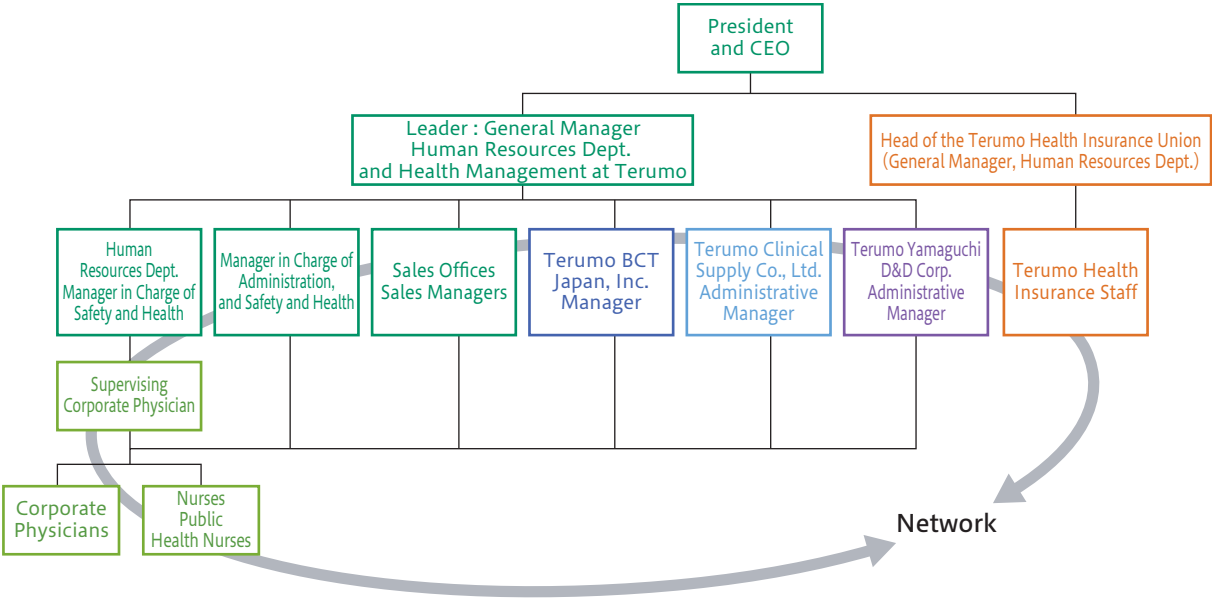 President
and CEO
Leader : General Manager
Human Resources Dept.
and Health Management at Terumo
Head of the Terumo Health Insurance Union
(General Manager, Human Resources Dept.)
Human
Resources Dept.
Manager in Charge of
Safety and Health
Manager in Charge of
Administration,
and Safety and Health
Sales Offices
Sales Managers
Terumo BCT
Japan, Inc.
Manager
Terumo Clinical
Supply Co., Ltd.
Administrative
Manager
Terumo Yamaguchi
D&D Corp.
Administrative
Manager
Terumo Health
Insurance Staff
Supervising
Corporate Physician
Corporate
Physicians
Nurses
Public
Health Nurses
Network